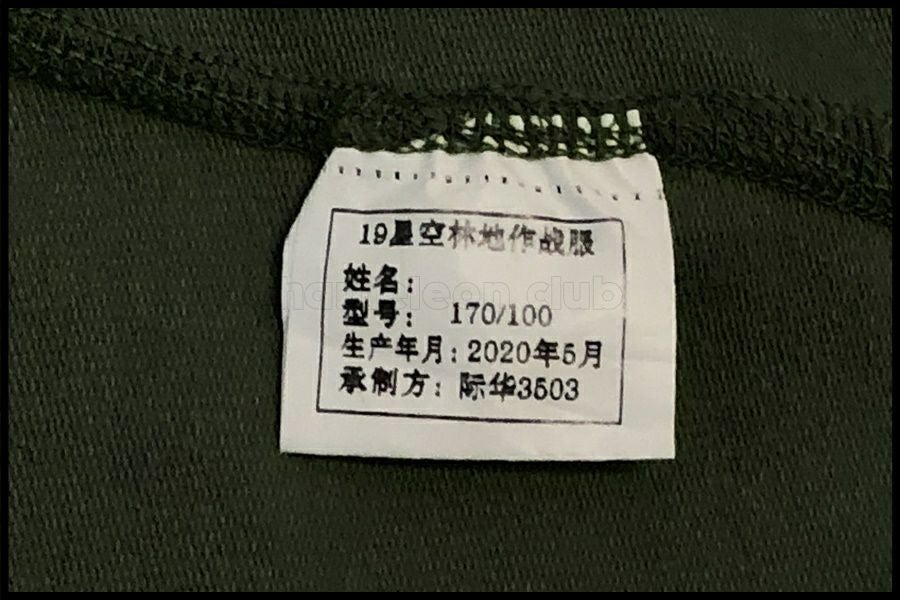 19星空林地作战服
姓名：
型号： 170/100
生产年月：2020年5月
承制方：际华3503